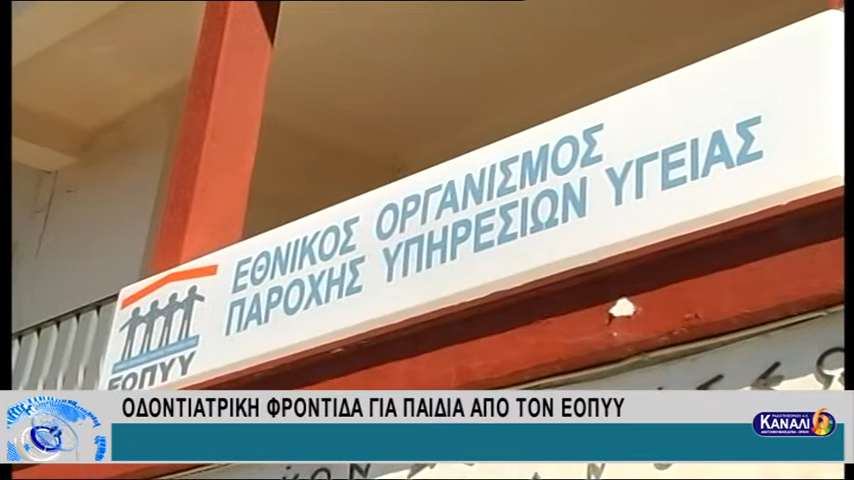 ΕΘΝΙΚΟΣ ΟΡΓΑΝΙΣΜΟΣ
ΠΑΡΟΧΗΣ ΥΠΗΡΕΣΙΩΝ ΥΓΕΙΑΣ
ΕΟΠΥΥ
ΟΔΟΝΤΙΑΤΡΙΚΗ ΦΡΟΝΤΙΔΑ ΓΙΑ ΠΑΙΔΙΑ ΑΠΟ ΤΟΝ ΕΟΠΥΥ
ΚΑΝΑΛΙ 6